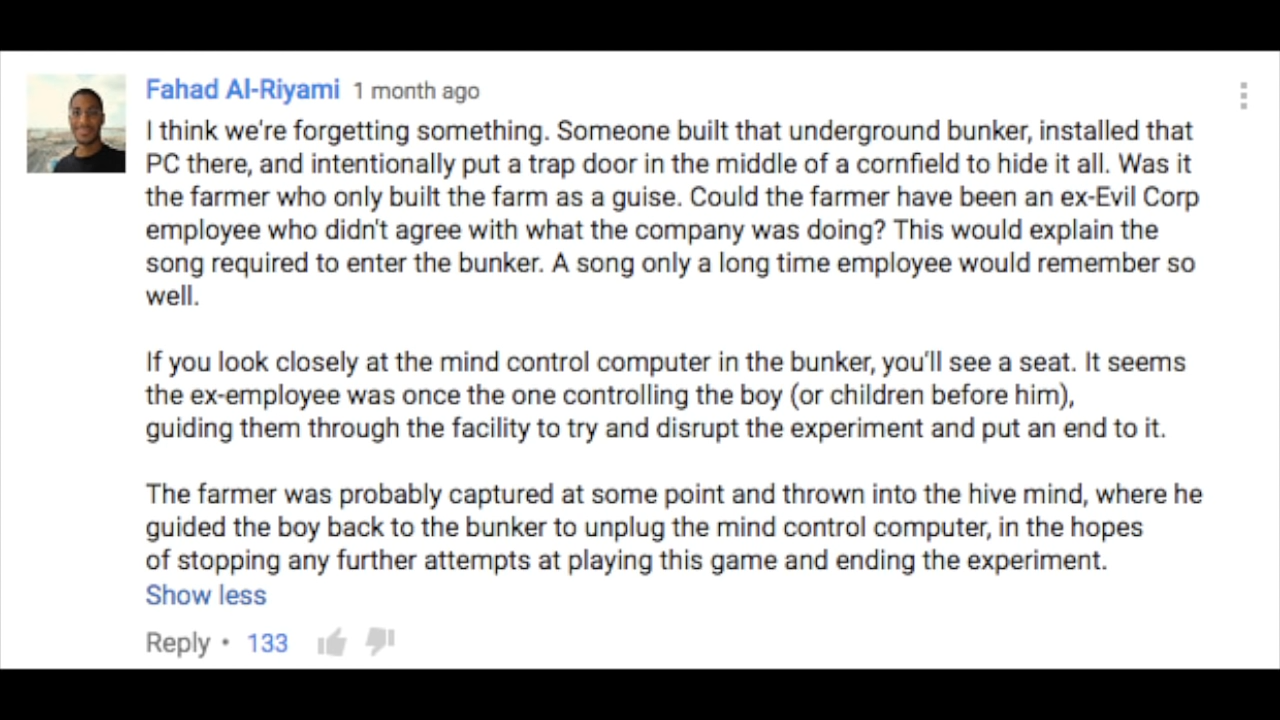 Fahad Al-Riyami 1 month ago
I think we're forgetting something. Someone built that underground bunker, installed that
PC there, and intentionally put a trap door in the middle of a cornfield to hide it all. Was it
the farmer who only built the farm as a guise. Could the farmer have been an ex-Evil Corp
employee who didn't agree with what the company was doing? This would explain the
song required to enter the bunker. A song only a long time employee would remember so
well.
If you look closely at the mind control computer in the bunker, you'll see a seat. It seems
the ex-employee was once the one controlling the boy (or children before him),
guiding them through the facility to try and disrupt the experiment and put an end to it.
The farmer was probably captured at some point and thrown into the hive mind, where he
guided the boy back to the bunker to unplug the mind control computer, in the hopes
of stopping any further attempts at playing this game and ending the experiment.
Show less
Reply • 133